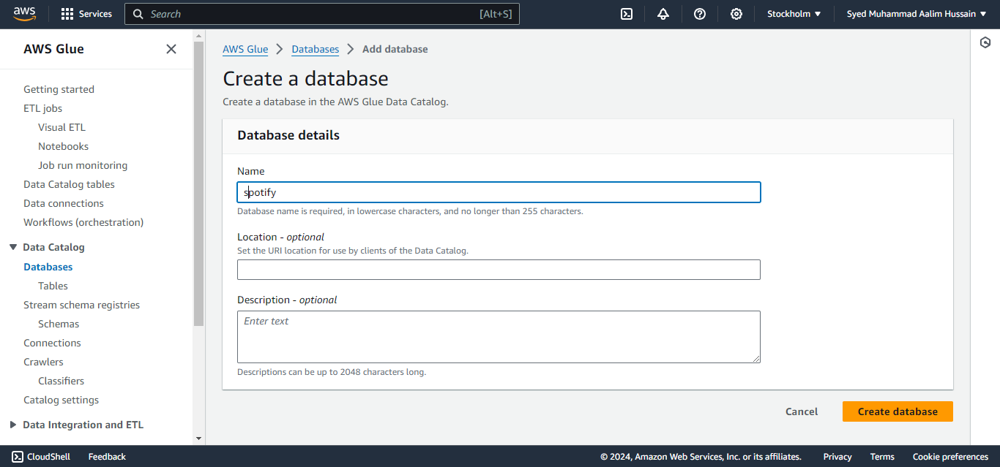 aws
Services
Search [Alt+S]
Stockholm
Syed Muhammad Aalim Hussain
AWS Glue
Getting started
ETL jobs
Visual ETL
Notebooks
Job run monitoring
Data Catalog tables
Data connections
Workflows (orchestration)
Data Catalog
Databases
Tables
Stream schema registries
Schemas
Connections
Crawlers
Classifiers
Catalog settings
Data Integration and ETL
AWS Glue > Databases > Add database
Create a database
Create a database in the AWS Glue Data Catalog.
Database details
Name
spotify
Database name is required, in lowercase characters, and no longer than 255 characters.
Location - optional
Set the URI location for use by clients of the Data Catalog.
Description - optional
Enter text
Descriptions can be up to 2048 characters long.
Cancel
Create database
CloudShell
Feedback
© 2024, Amazon Web Services, Inc. or its affiliates.
Privacy
Terms
Cookie preferences